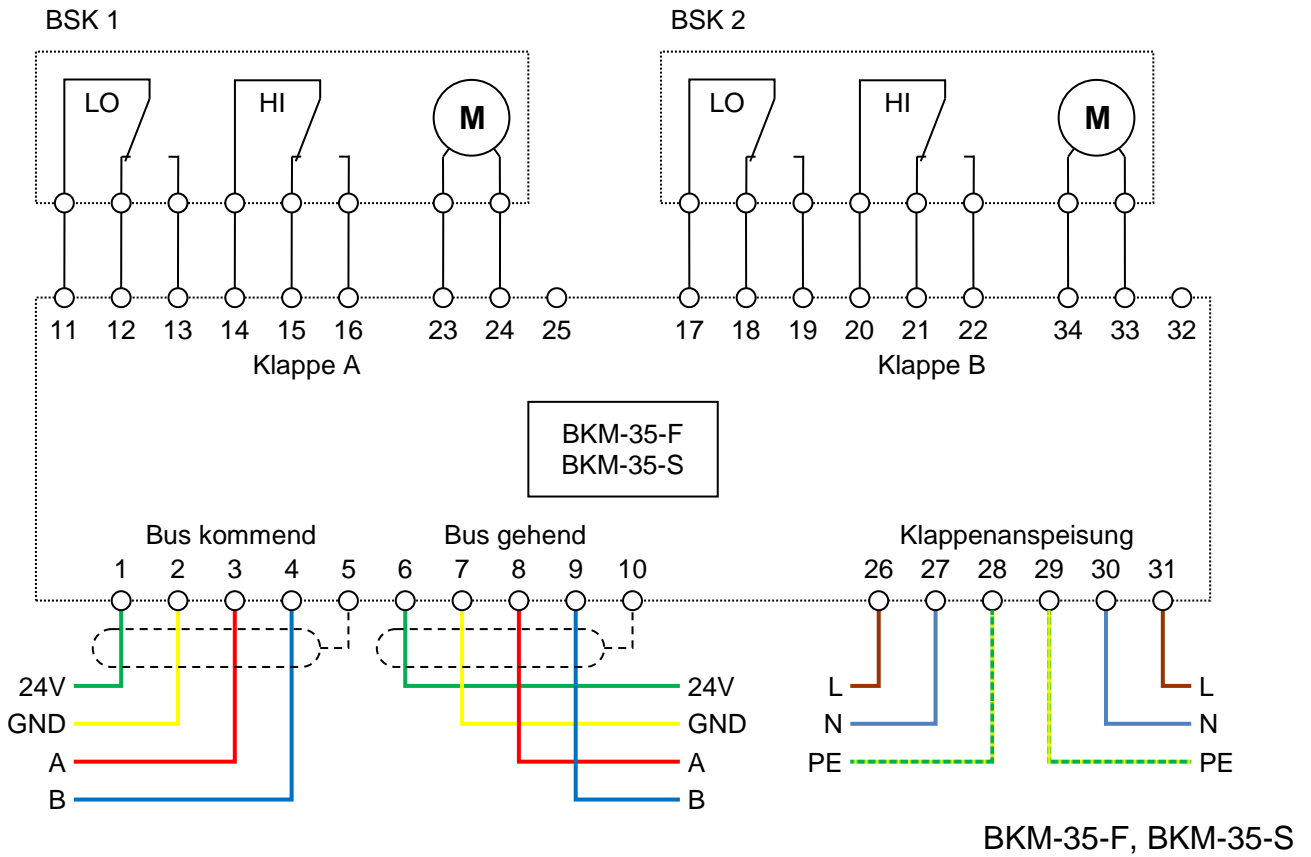 BSK 1 BSK 2
LO HI M LO HI M
11 12 13 14 15 16 23 24 25 17 18 19 20 21 22 34 33 32
Klappe A Klappe B
BKM-35-F
BKM-35-S
Bus kommend Bus gehend Klappenanspeisung
1 2 3 4 5 6 7 8 9 10 26 27 28 29 30 31
24V 24V L L
GND GND N N
A A PE PE
B B
BKM-35-F, BKM-35-S